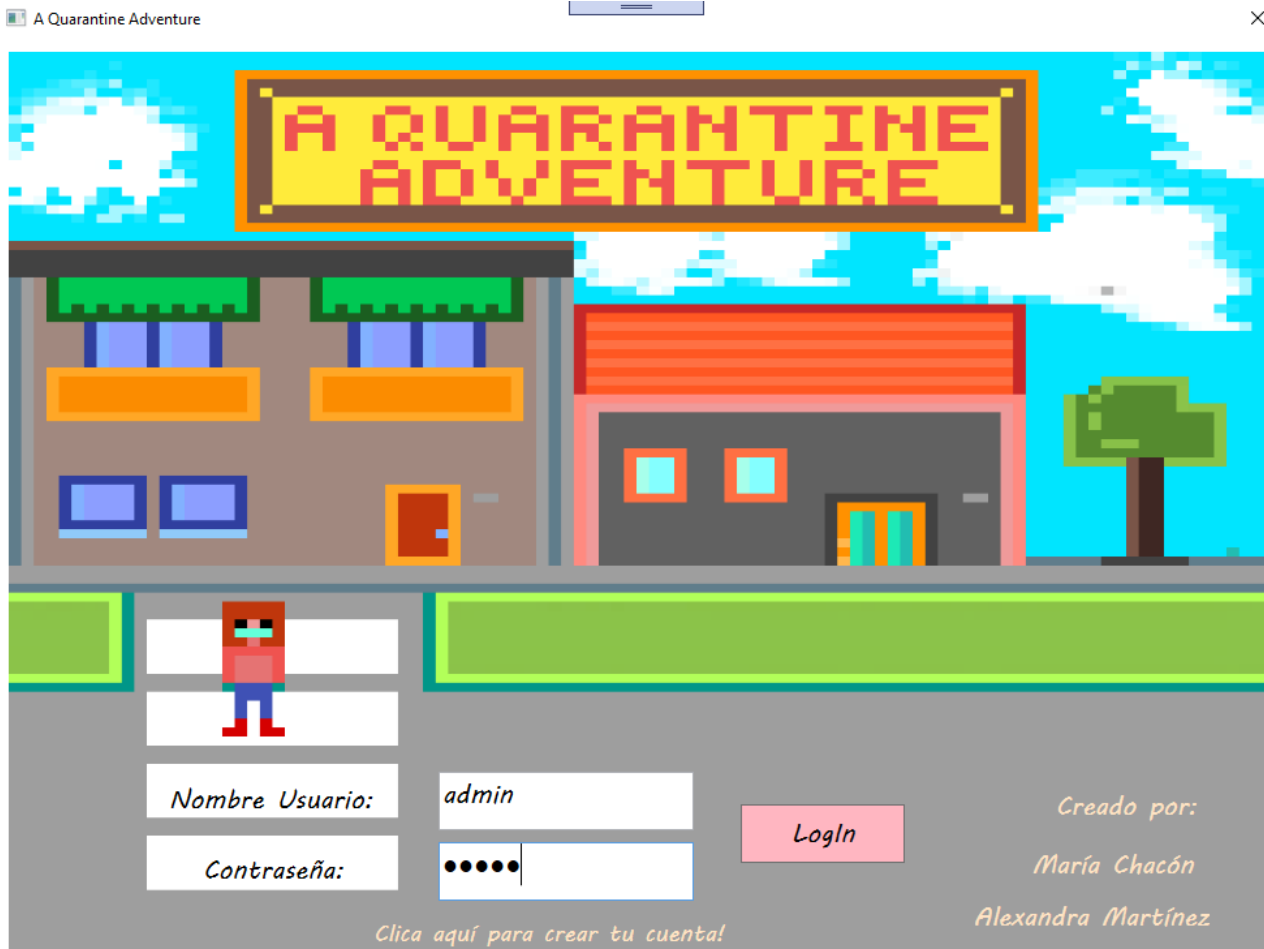 A Quarantine Adventure
A QUARANTINE
ADVENTURE
Nombre Usuario:
admin
Contraseña:
•••••
LogIn
Clica aquí para crear tu cuenta!
Creado por:
María Chacón
Alexandra Martínez